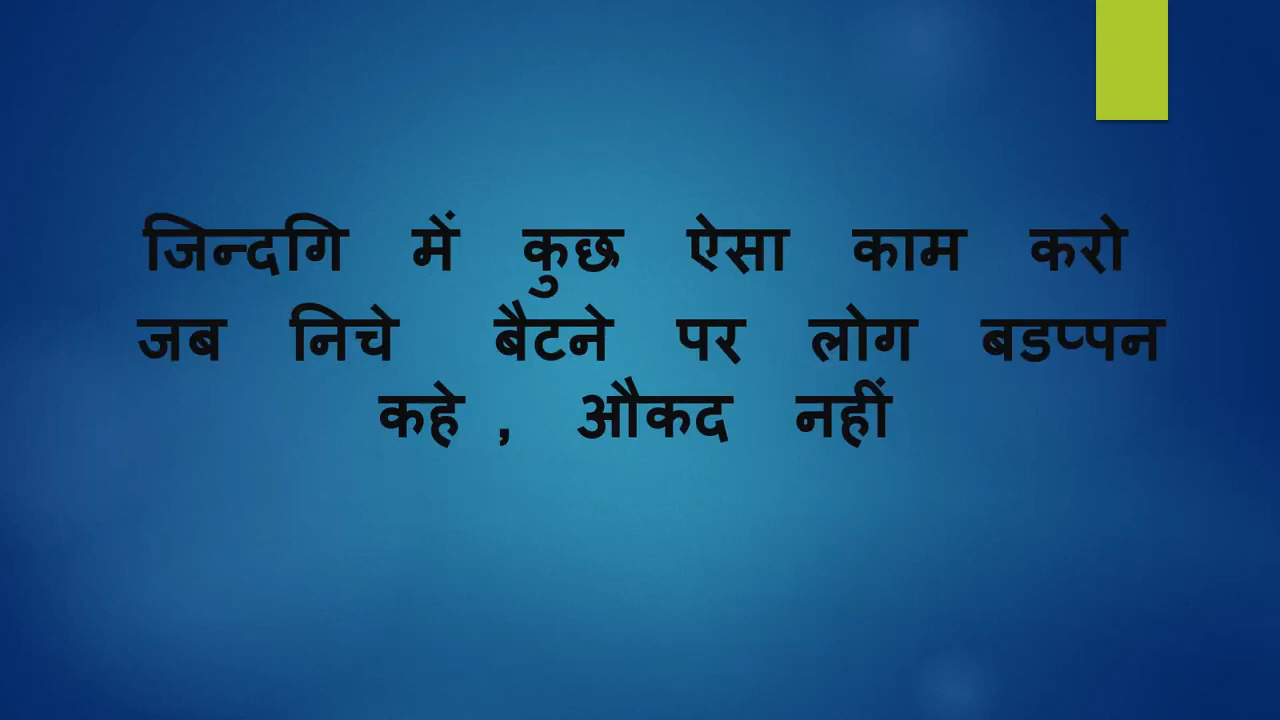 जिन्दगि में कुछ ऐसा काम करो
जब निचे बैटने पर लोग बडप्पन
कहे , औकद नहीं